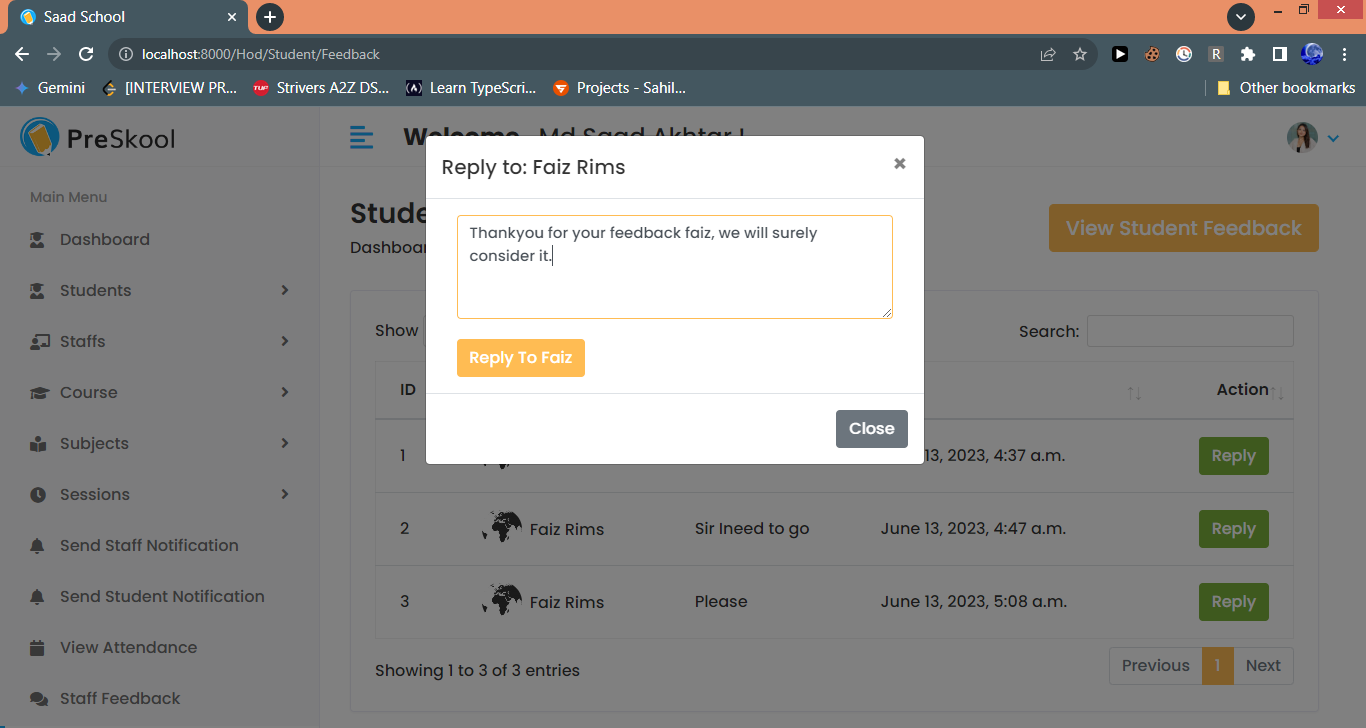 Saad School
localhost:8000/Hod/Student/Feedback
Gemini
[INTERVIEW PR...
Strivers A2Z DS...
Learn TypeScri...
Projects - Sahil...
Other bookmarks
PreSkool
Welcome Md Saad Akhtar !
Main Menu
Dashboard
Students
Staffs
Course
Subjects
Sessions
Send Staff Notification
Send Student Notification
View Attendance
Staff Feedback
Reply to: Faiz Rims
×
Thankyou for your feedback faiz, we will surely
consider it.
Reply To Faiz
Close
View Student Feedback
Show
Search:
ID Action
1 13, 2023, 4:37 a.m. Reply
2 Faiz Rims Sir Ineed to go June 13, 2023, 4:47 a.m. Reply
3 Faiz Rims Please June 13, 2023, 5:08 a.m. Reply
Showing 1 to 3 of 3 entries
Previous 1 Next